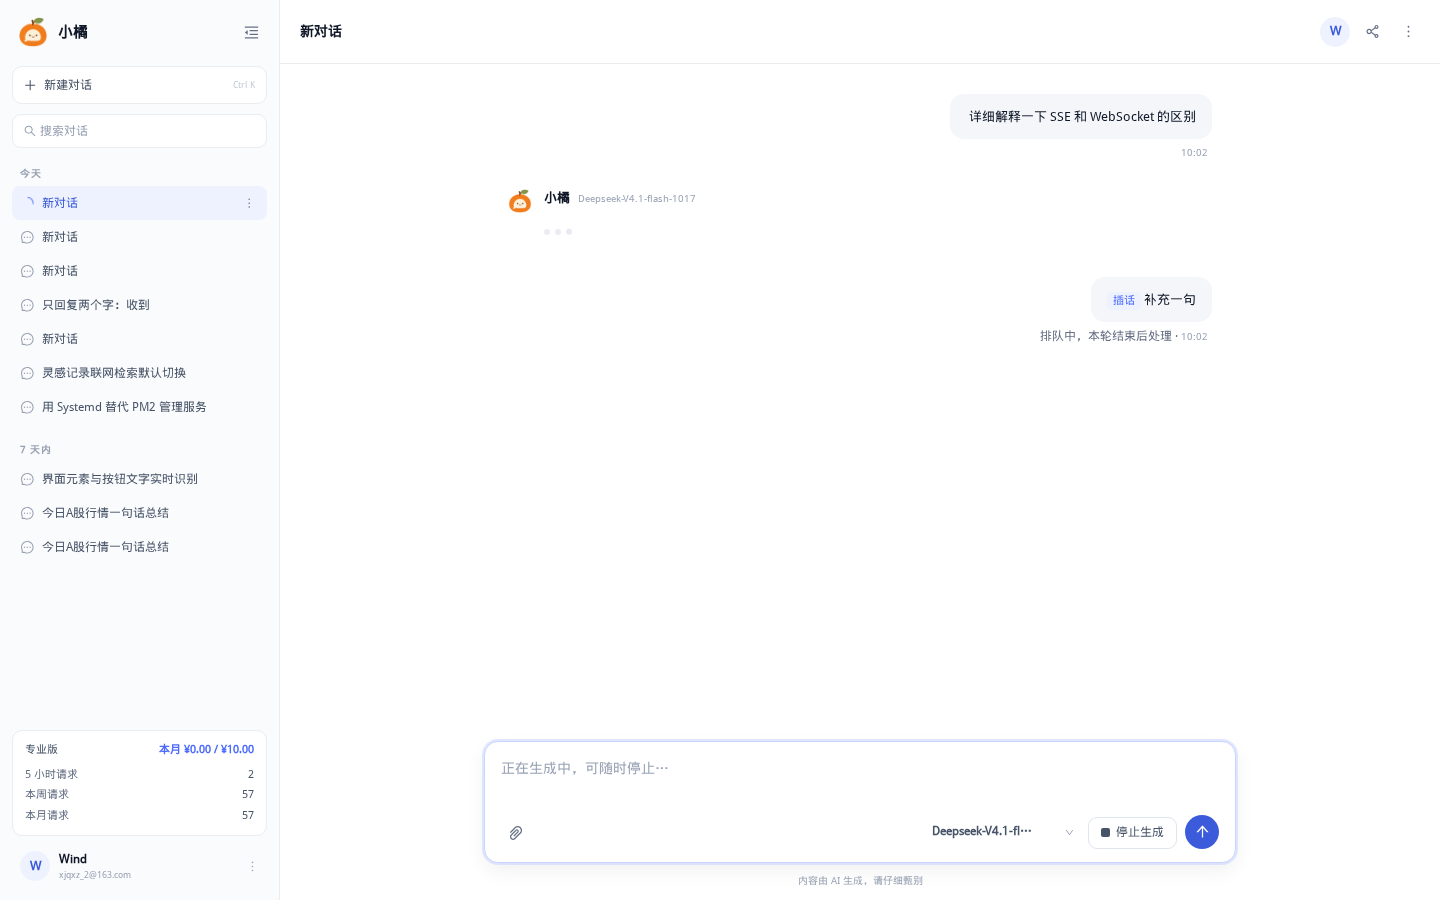 小橘
新建对话
Ctrl K
搜索对话
今天
新对话
新对话
新对话
只回复两个字：收到
新对话
灵感记录联网检索默认切换
用 Systemd 替代 PM2 管理服务
7 天内
界面元素与按钮文字实时识别
今日A股行情一句话总结
今日A股行情一句话总结
专业版 本月 ¥0.00 / ¥10.00
5 小时请求 2
本周请求 57
本月请求 57
W
Wind
xjqxz_2@163.com
新对话
W
详细解释一下 SSE 和 WebSocket 的区别
10:02
小橘 Deepseek-V4.1-flash-1017
插话 补充一句
排队中，本轮结束后处理 · 10:02
正在生成中，可随时停止…
Deepseek-V4.1-fl…
停止生成
内容由 AI 生成，请仔细甄别